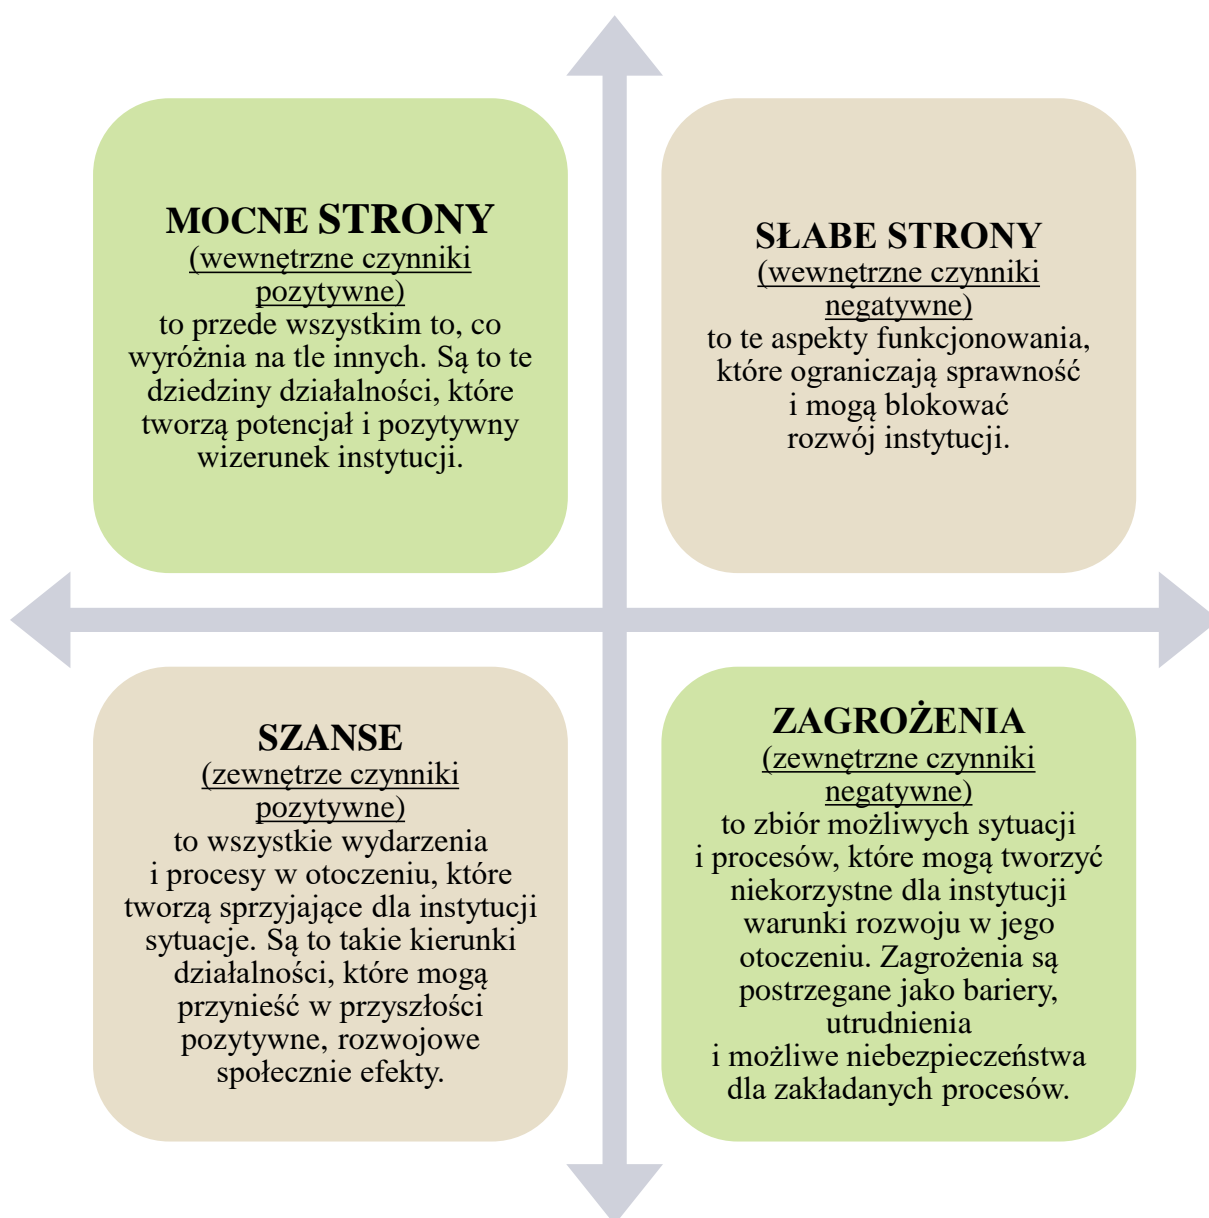 MOCNE STRONY
(wewnętrzne czynniki
pozytywne)
to przede wszystkim to, co
wyróżnia na tle innych. Są to te
dziedziny działalności, które
tworzą potencjał i pozytywny
wizerunek instytucji.
SŁABE STRONY
(wewnętrzne czynniki
negatywne)
to te aspekty funkcjonowania,
które ograniczają sprawność
i mogą blokować
rozwój instytucji.
SZANSE
(zewnętrze czynniki
pozytywne)
to wszystkie wydarzenia
i procesy w otoczeniu, które
tworzą sprzyjające dla instytucji
sytuacje. Są to takie kierunki
działalności, które mogą
przynieść w przyszłości
pozytywne, rozwojowe
społecznie efekty.
ZAGROŻENIA
(zewnętrzne czynniki
negatywne)
to zbiór możliwych sytuacji
i procesów, które mogą tworzyć
niekorzystne dla instytucji
warunki rozwoju w jego
otoczeniu. Zagrożenia są
postrzegane jako bariery,
utrudnienia
i możliwe niebezpieczeństwa
dla zakładanych procesów.